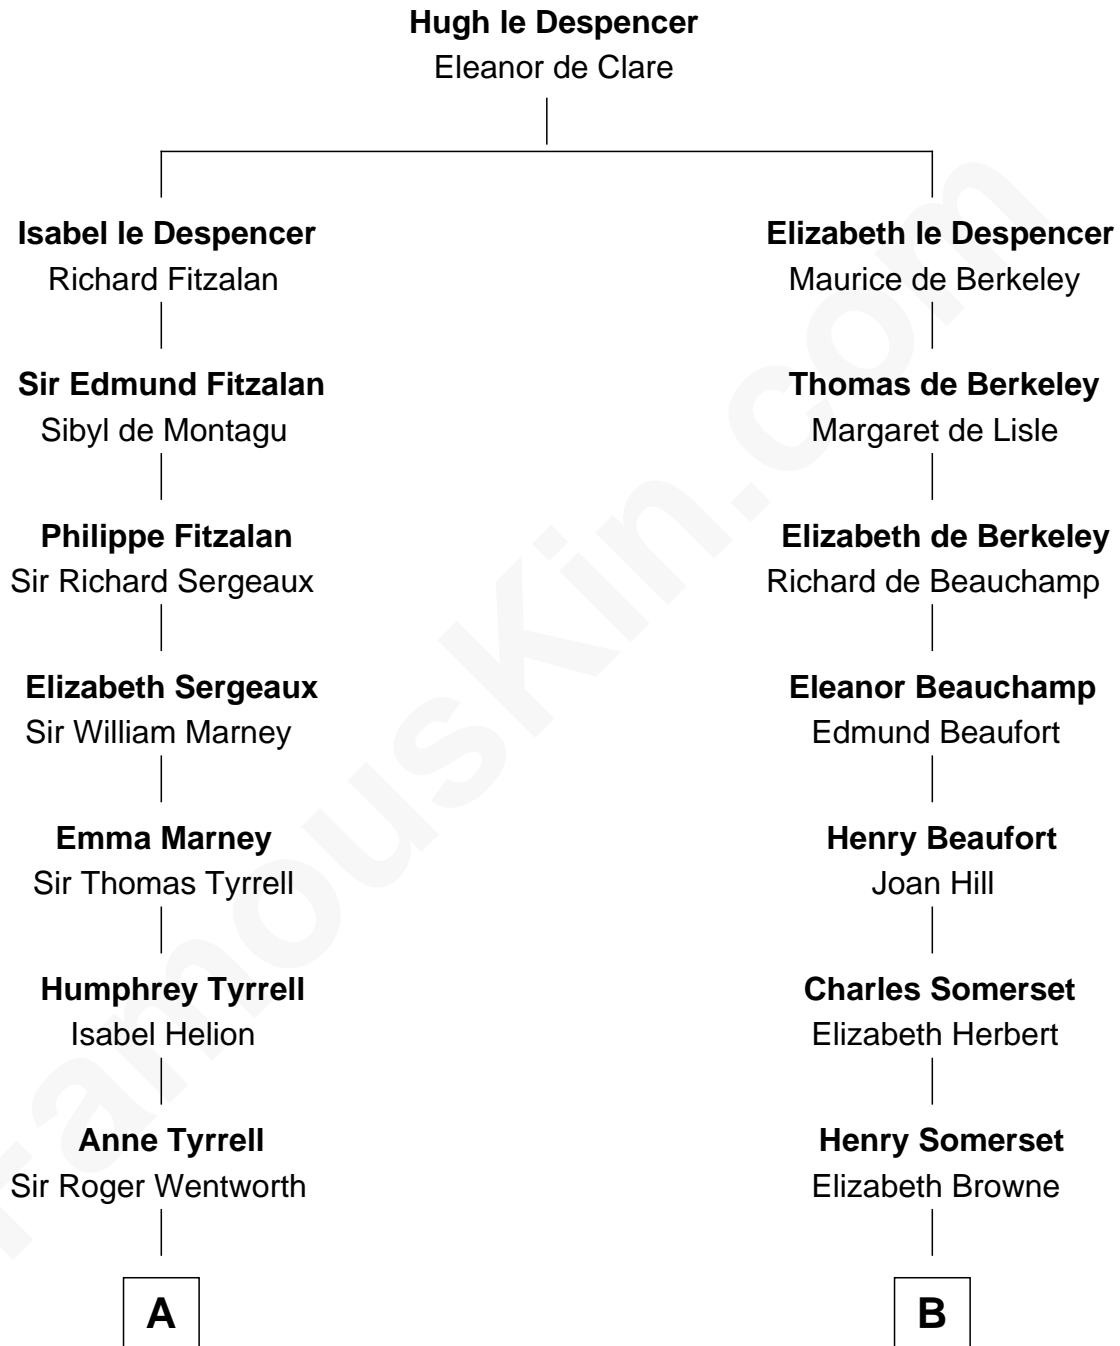 Hugh le Despencer
Eleanor de Clare
Isabel le Despencer
Richard Fitzalan
Elizabeth le Despencer
Maurice de Berkeley
Sir Edmund Fitzalan
Sibyl de Montagu
Thomas de Berkeley
Margaret de Lisle
Philippe Fitzalan
Sir Richard Sergeaux
Elizabeth de Berkeley
Richard de Beauchamp
Elizabeth Sergeaux
Sir William Marney
Eleanor Beauchamp
Edmund Beaufort
Emma Marney
Sir Thomas Tyrrell
Henry Beaufort
Joan Hill
Humphrey Tyrrell
Isabel Helion
Charles Somerset
Elizabeth Herbert
Anne Tyrrell
Sir Roger Wentworth
Henry Somerset
Elizabeth Browne
A
B
FamousKin.com